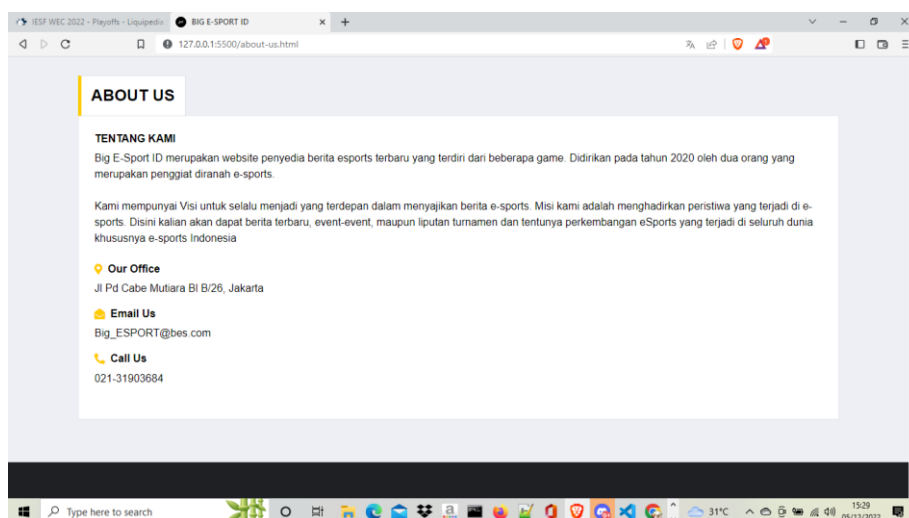 IESF WEC 2022 - Playoffs - Liquipedia
BIG E-SPORT ID
127.0.0.1:5500/about-us.html
ABOUT US
TENTANG KAMI
Big E-Sport ID merupakan website penyedia berita esports terbaru yang terdiri dari beberapa game. Didirikan pada tahun 2020 oleh dua orang yang
merupakan penggiat diranah e-sports.
Kami mempunyai Visi untuk selalu menjadi yang terdepan dalam menyajikan berita e-sports. Misi kami adalah menghadirkan peristiwa yang terjadi di e-
sports. Disini kalian akan dapat berita terbaru, event-event, maupun liputan turnamen dan tentunya perkembangan eSports yang terjadi di seluruh dunia
khususnya e-sports Indonesia
Our Office
Jl Pd Cabe Mutiara Bl B/26, Jakarta
Email Us
Big_ESPORT@bes.com
Call Us
021-31903684
Type here to search
31°C
15:29
05/12/2022